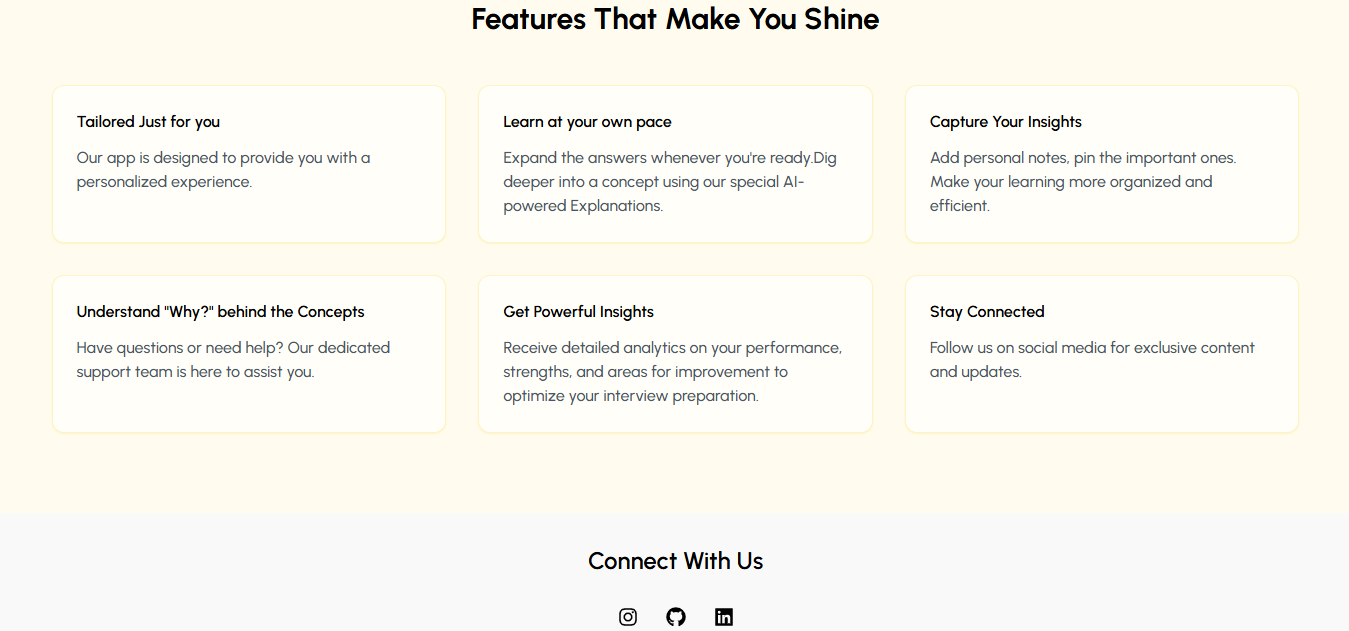 Features That Make You Shine
Tailored Just for you
Our app is designed to provide you with a
personalized experience.
Learn at your own pace
Expand the answers whenever you're ready.Dig
deeper into a concept using our special AI-
powered Explanations.
Capture Your Insights
Add personal notes, pin the important ones.
Make your learning more organized and
efficient.
Understand "Why?" behind the Concepts
Have questions or need help? Our dedicated
support team is here to assist you.
Get Powerful Insights
Receive detailed analytics on your performance,
strengths, and areas for improvement to
optimize your interview preparation.
Stay Connected
Follow us on social media for exclusive content
and updates.
Connect With Us